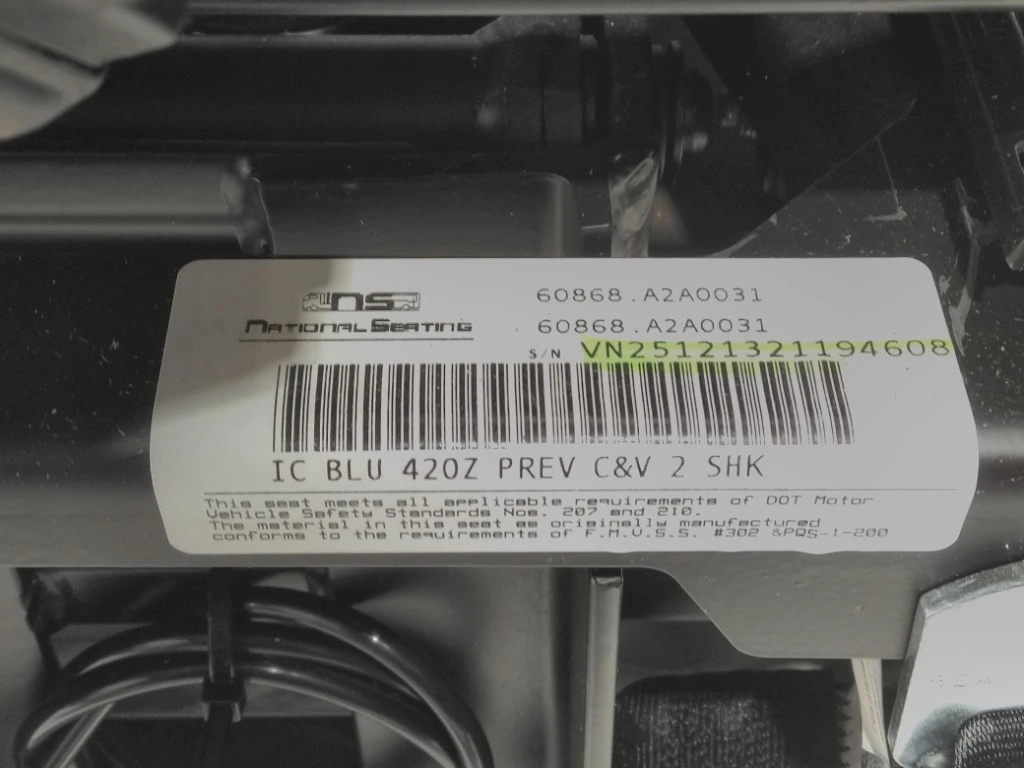 ns
NATIONAL SEATING
60868.A2A0031
60868.A2A0031
S/N VN25121321194608
IC BLU 420Z PREV C&V 2 SHK
This seat meets all applicable requirements of DOT Motor
Vehicle Safety Standards Nos. 207 and 210.
The material in this seat as originally manufactured
conforms to the requirements of F.M.V.S.S. #302 &PQS-1-200